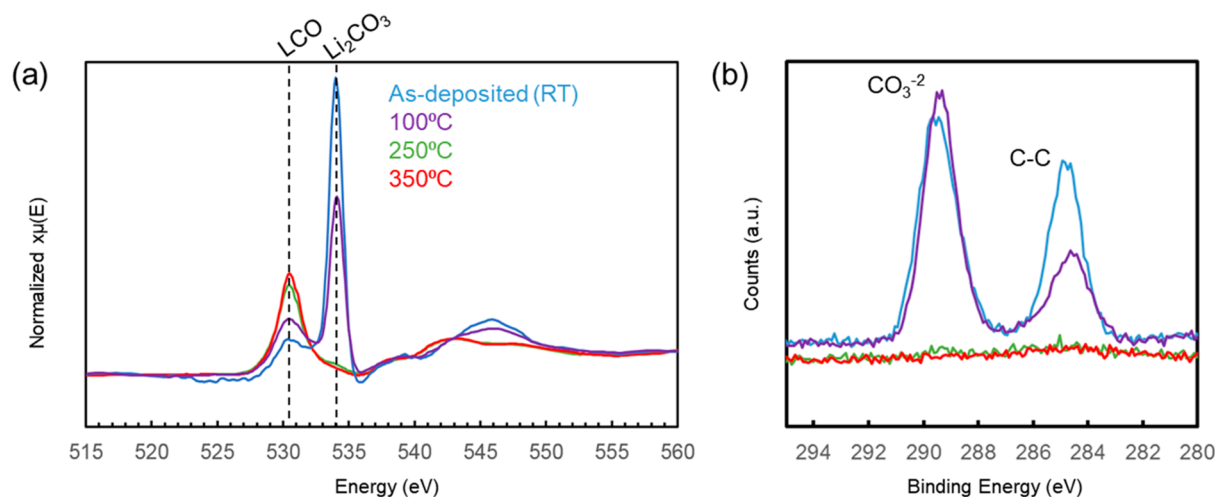 (a)
LCO
Li₂CO₃
As-deposited (RT)
100ºC
250ºC
350ºC
Normalized xµ(E)
515 520 525 530 535 540 545 550 555 560
Energy (eV)
(b)
CO₃⁻²
C-C
Counts (a.u.)
294 292 290 288 286 284 282 280
Binding Energy (eV)